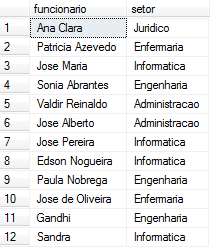 funcionario setor
1 Ana Clara Juridico
2 Patricia Azevedo Enfermaria
3 Jose Maria Informatica
4 Sonia Abrantes Engenharia
5 Valdir Reinaldo Administracao
6 Jose Alberto Administracao
7 Jose Pereira Informatica
8 Edson Nogueira Informatica
9 Paula Nobrega Engenharia
10 Jose de Oliveira Enfermaria
11 Gandhi Engenharia
12 Sandra Informatica